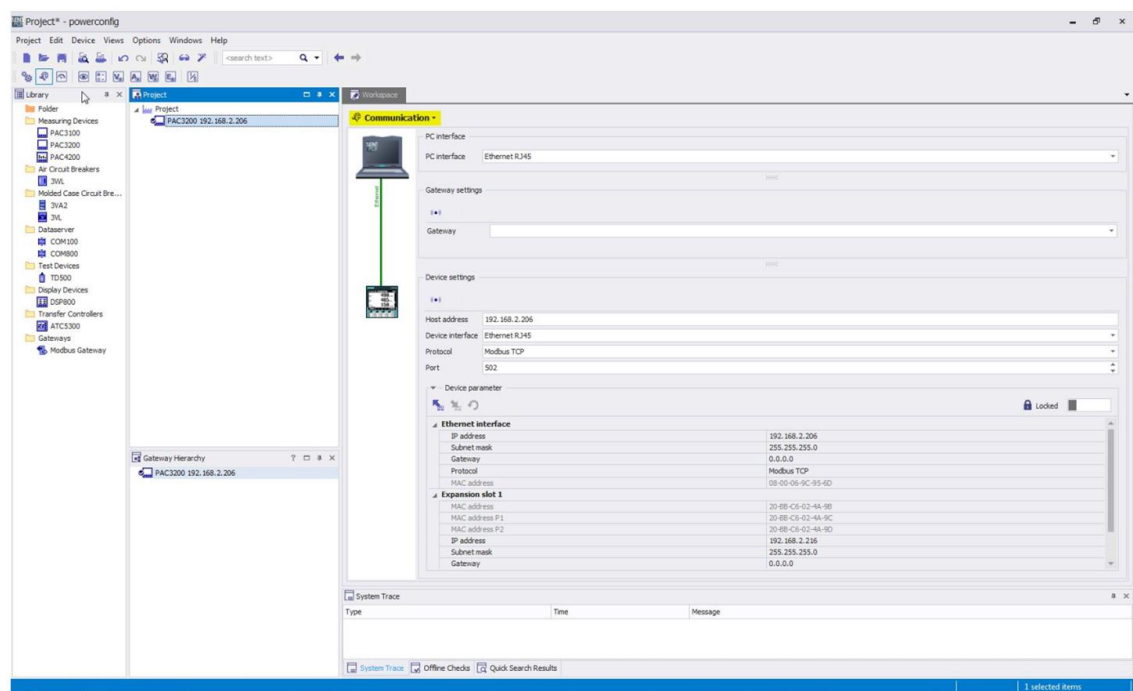 Project* - powerconfig
Project Edit Device Views Options Windows Help
<search text>
Library
Folder
Measuring Devices
PAC3100
PAC3200
PAC4200
Air Circuit Breakers
3WL
Molded Case Circuit Bre...
3VA2
3VL
Dataserver
COM100
COM800
Test Devices
TD500
Display Devices
DSP800
Transfer Controllers
ATC5300
Gateways
Modbus Gateway
Project
Project
PAC3200 192.168.2.206
Gateway Hierarchy ?
PAC3200 192.168.2.206
Workspace
Communication
Ethernet
PC interface
PC interface Ethernet RJ45
Gateway settings
Gateway
Device settings
Host address 192.168.2.206
Device interface Ethernet RJ45
Protocol Modbus TCP
Port 502
Device parameter
Locked
Ethernet interface
IP address 192.168.2.206
Subnet mask 255.255.255.0
Gateway 0.0.0.0
Protocol Modbus TCP
MAC address 08-00-06-9C-95-6D
Expansion slot 1
MAC address 20-BB-C6-02-4A-9B
MAC address P1 20-BB-C6-02-4A-9C
MAC address P2 20-BB-C6-02-4A-9D
IP address 192.168.2.216
Subnet mask 255.255.255.0
Gateway 0.0.0.0
System Trace
Type Time Message
System Trace Offline Checks Quick Search Results
1 selected items